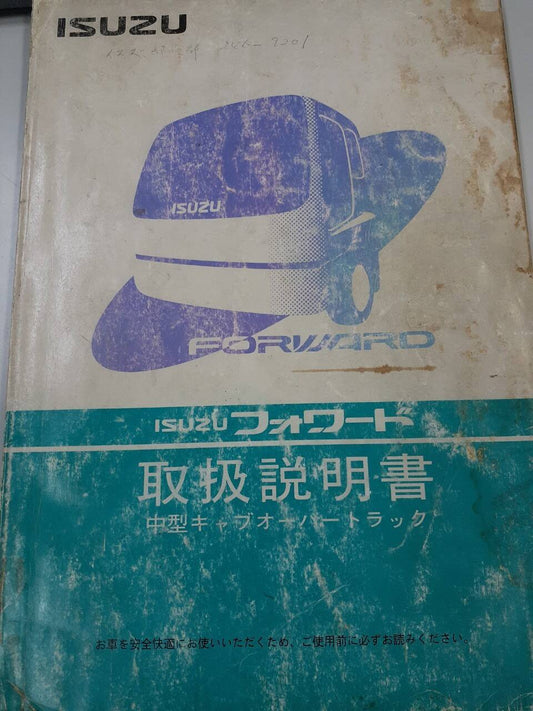 ISUZU
ISUZU
FORWARD
ISUZU フォワード
取扱説明書
中型キャブオーバートラック
お車を安全快適にお使いいただくため、ご使用前に必ずお読みください。